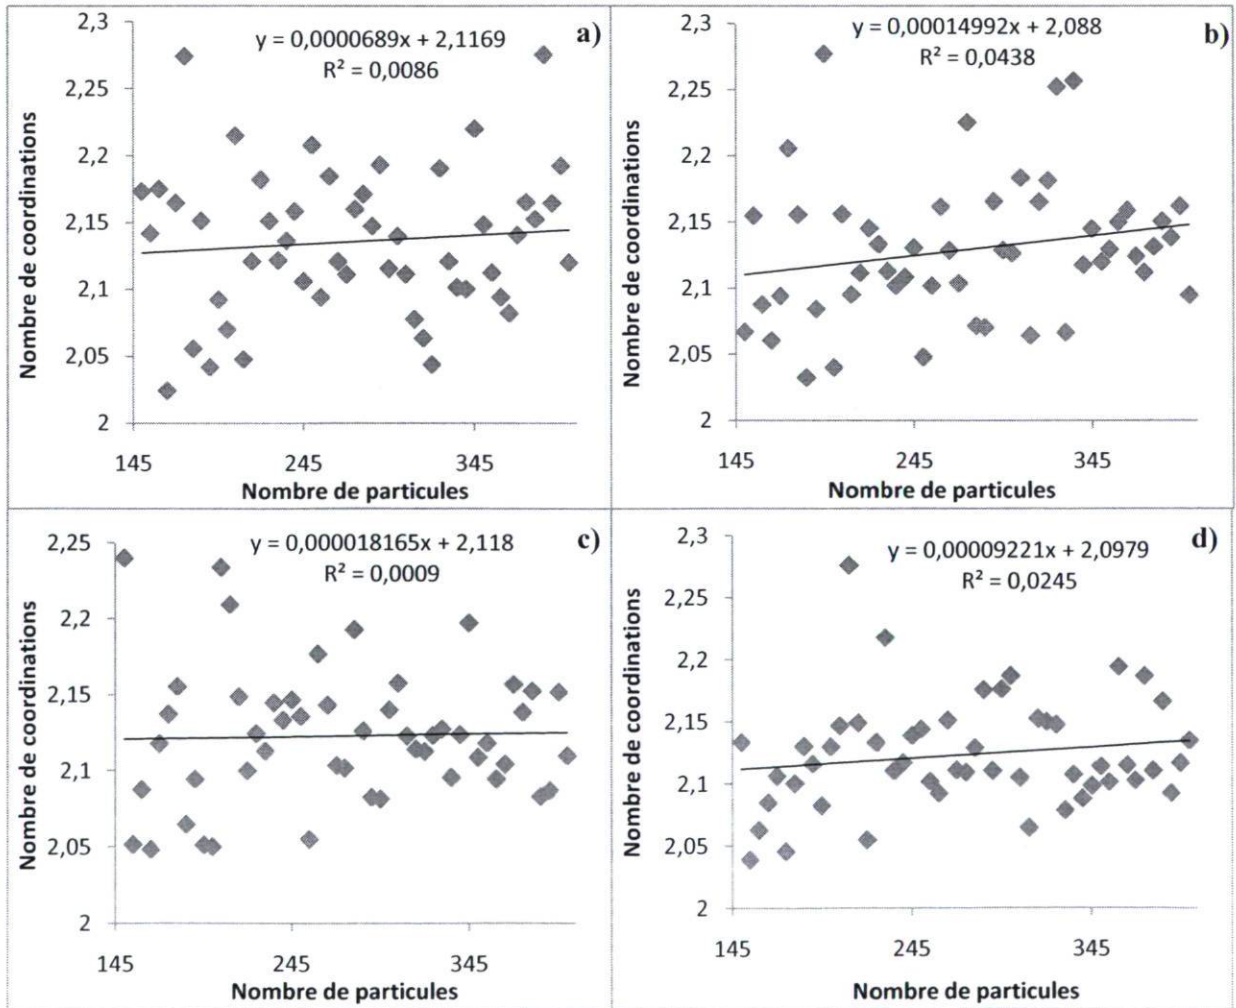 a)
y = 0,0000689x + 2,1169
R² = 0,0086
Nombre de coordinations
2,3
2,25
2,2
2,15
2,1
2,05
2
145
245
345
Nombre de particules
b)
y = 0,00014992x + 2,088
R² = 0,0438
Nombre de coordinations
2,3
2,25
2,2
2,15
2,1
2,05
2
145
245
345
Nombre de particules
c)
y = 0,000018165x + 2,118
R² = 0,0009
Nombre de coordinations
2,25
2,2
2,15
2,1
2,05
2
145
245
345
Nombre de particules
d)
y = 0,00009221x + 2,0979
R² = 0,0245
Nombre de coordinations
2,3
2,25
2,2
2,15
2,1
2,05
2
145
245
345
Nombre de particules